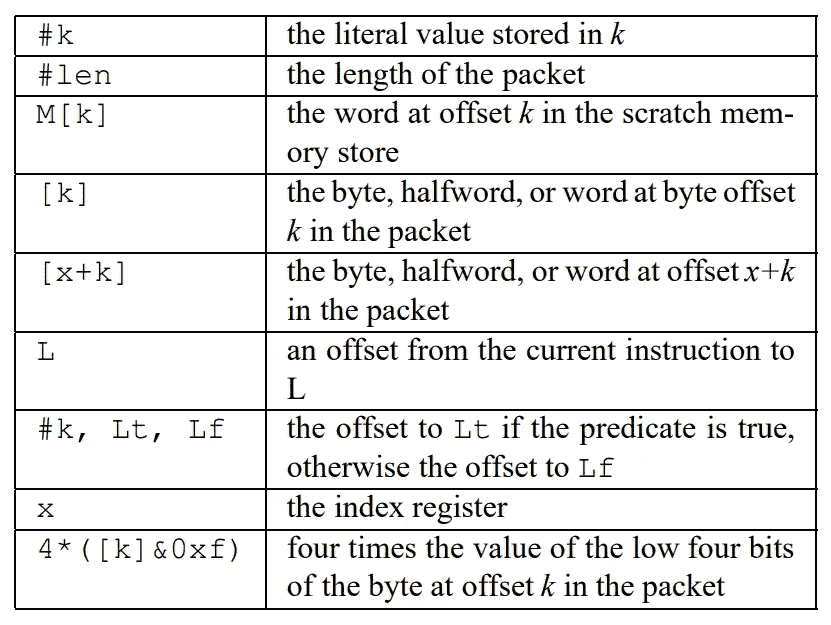 #k the literal value stored in k
#len the length of the packet
M[k] the word at offset k in the scratch mem-
ory store
[k] the byte, halfword, or word at byte offset
k in the packet
[x+k] the byte, halfword, or word at offset x+k
in the packet
L an offset from the current instruction to
L
#k, Lt, Lf the offset to Lt if the predicate is true,
otherwise the offset to Lf
x the index register
4*([k]&0xf) four times the value of the low four bits
of the byte at offset k in the packet